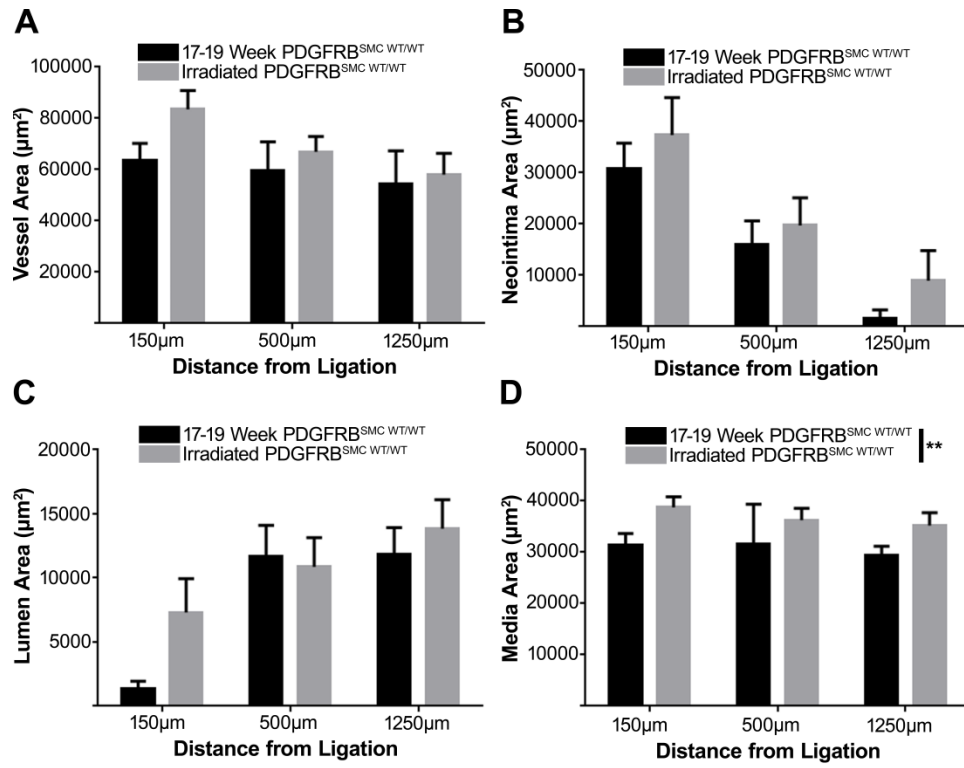 A
17-19 Week PDGFRB^SMC WT/WT
Irradiated PDGFRB^SMC WT/WT
Vessel Area (µm²)
100000
80000
60000
40000
20000
150µm 500µm 1250µm
Distance from Ligation
B
17-19 Week PDGFRB^SMC WT/WT
Irradiated PDGFRB^SMC WT/WT
Neointima Area (µm²)
50000
40000
30000
20000
10000
150µm 500µm 1250µm
Distance from Ligation
C
17-19 Week PDGFRB^SMC WT/WT
Irradiated PDGFRB^SMC WT/WT
Lumen Area (µm²)
20000
15000
10000
5000
150µm 500µm 1250µm
Distance from Ligation
D
17-19 Week PDGFRB^SMC WT/WT
Irradiated PDGFRB^SMC WT/WT
**
Media Area (µm²)
50000
40000
30000
20000
10000
150µm 500µm 1250µm
Distance from Ligation